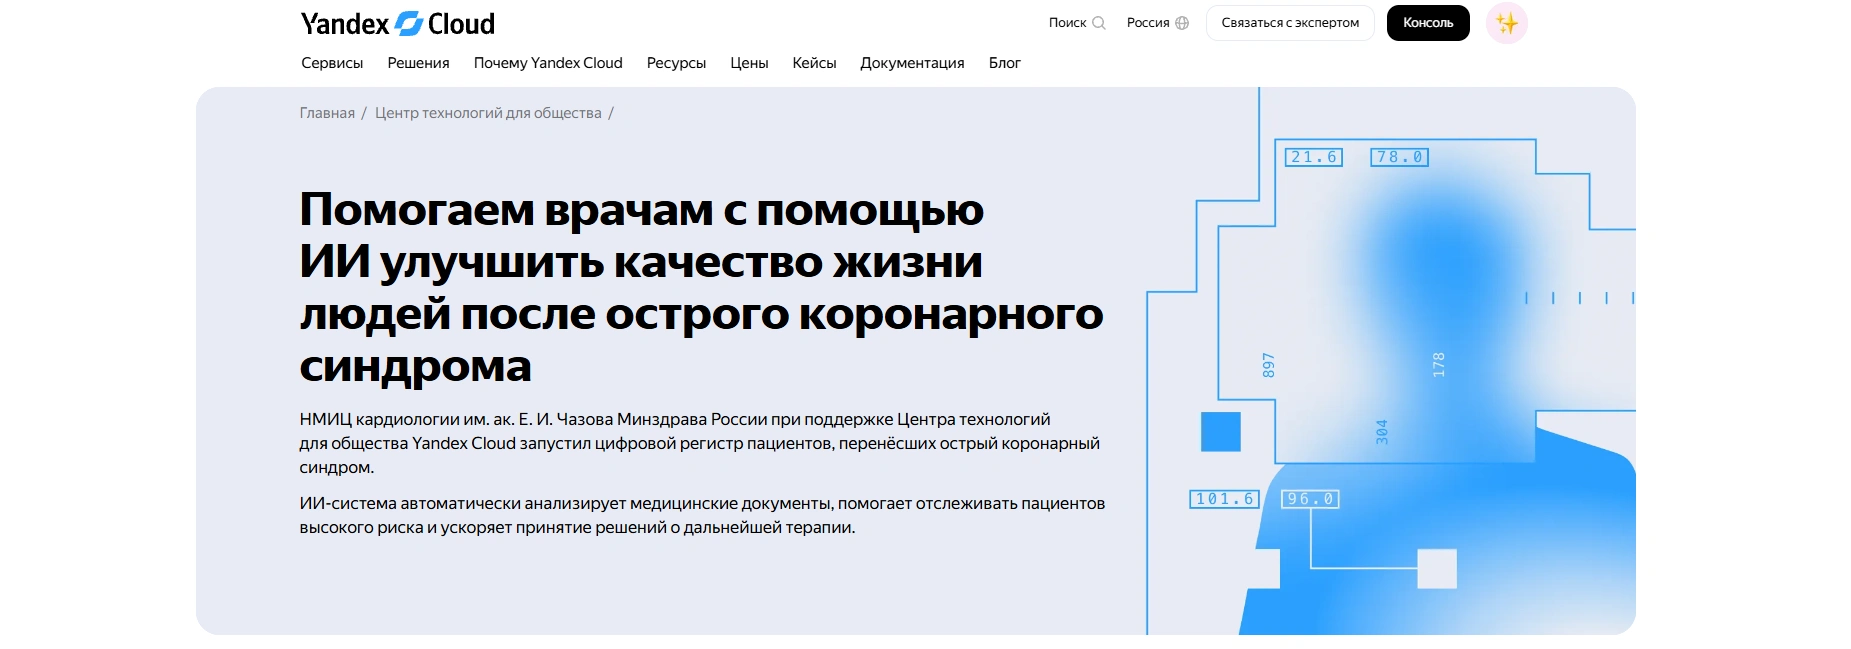 Yandex Cloud
Поиск
Россия
Связаться с экспертом
Консоль
Сервисы Решения Почему Yandex Cloud Ресурсы Цены Кейсы Документация Блог
Главная / Центр технологий для общества /
Помогаем врачам с помощью
ИИ улучшить качество жизни
людей после острого коронарного
синдрома
НМИЦ кардиологии им. ак. Е. И. Чазова Минздрава России при поддержке Центра технологий
для общества Yandex Cloud запустил цифровой регистр пациентов, перенёсших острый коронарный
синдром.
ИИ-система автоматически анализирует медицинские документы, помогает отслеживать пациентов
высокого риска и ускоряет принятие решений о дальнейшей терапии.
21.6 78.0
897
178
304
101.6 96.0